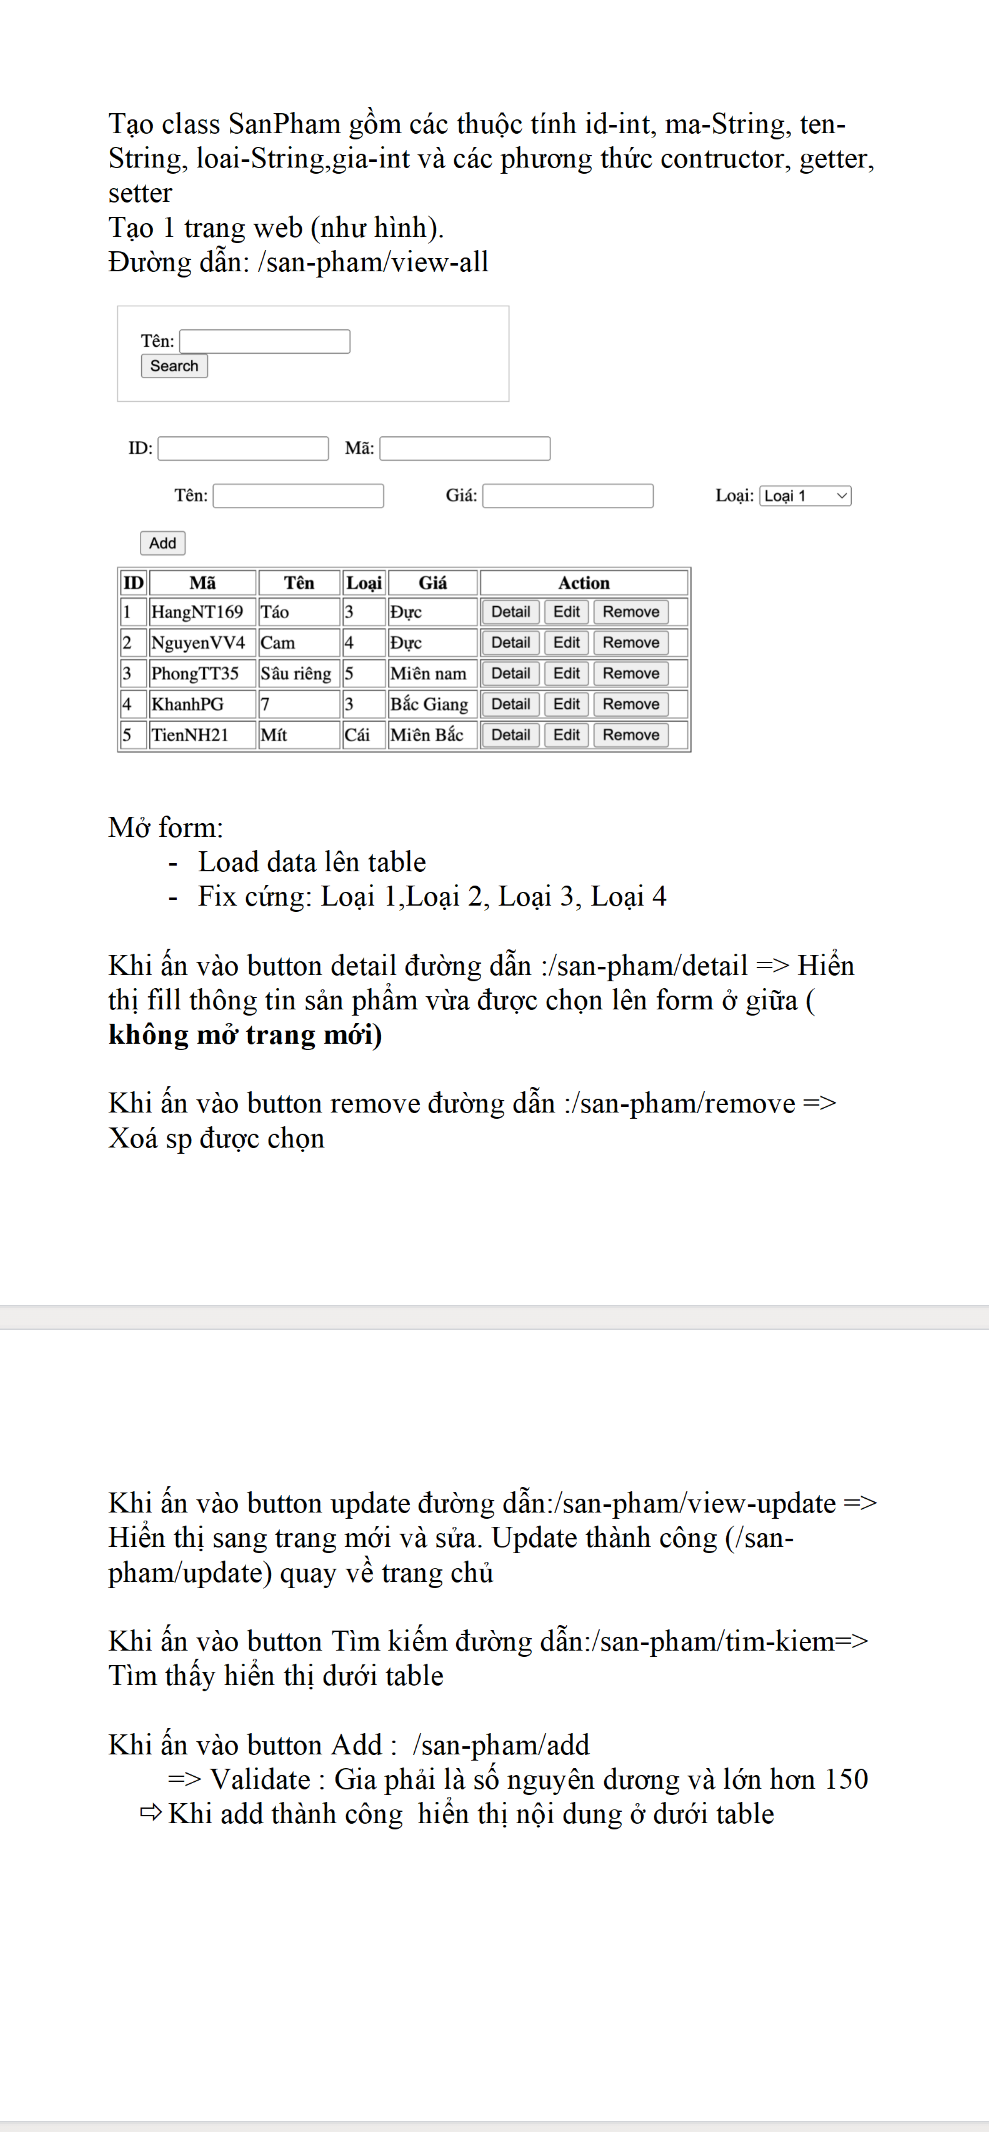 Tạo class SanPham gồm các thuộc tính id-int, ma-String, ten-
String, loai-String,gia-int và các phương thức contructor, getter,
setter
Tạo 1 trang web (như hình).
Đường dẫn: /san-pham/view-all
Tên:
Search
ID: Mã:
Tên: Giá: Loại: Loại 1
Add
ID Mã Tên Loại Giá Action
1 HangNT169 Táo 3 Đực Detail Edit Remove
2 NguyenVV4 Cam 4 Đực Detail Edit Remove
3 PhongTT35 Sâu riêng 5 Miên nam Detail Edit Remove
4 KhanhPG 7 3 Bắc Giang Detail Edit Remove
5 TienNH21 Mít Cái Miên Bắc Detail Edit Remove
Mở form:
- Load data lên table
- Fix cứng: Loại 1,Loại 2, Loại 3, Loại 4
Khi ấn vào button detail đường dẫn :/san-pham/detail => Hiển
thị fill thông tin sản phẩm vừa được chọn lên form ở giữa (
không mở trang mới)
Khi ấn vào button remove đường dẫn :/san-pham/remove =>
Xoá sp được chọn
Khi ấn vào button update đường dẫn:/san-pham/view-update =>
Hiển thị sang trang mới và sửa. Update thành công (/san-
pham/update) quay về trang chủ
Khi ấn vào button Tìm kiếm đường dẫn:/san-pham/tim-kiem=>
Tìm thấy hiển thị dưới table
Khi ấn vào button Add : /san-pham/add
=> Validate : Gia phải là số nguyên dương và lớn hơn 150
⇨ Khi add thành công hiển thị nội dung ở dưới table